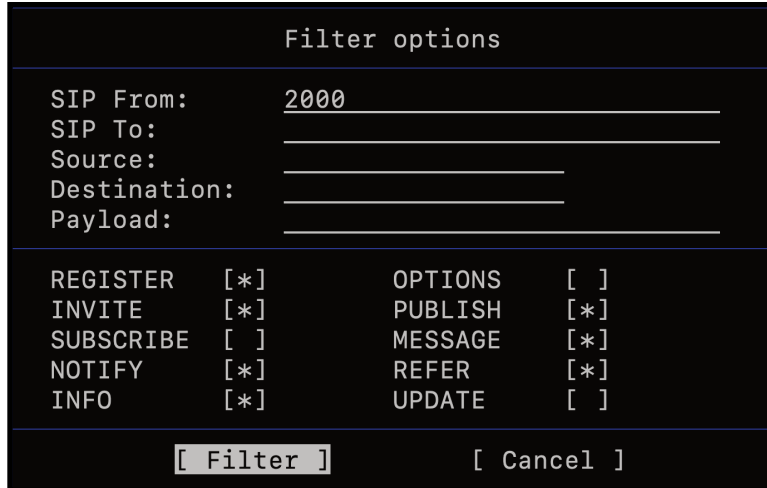 Filter options
SIP From: 2000
SIP To:
Source:
Destination:
Payload:
REGISTER [*] OPTIONS [ ]
INVITE [*] PUBLISH [*]
SUBSCRIBE [ ] MESSAGE [*]
NOTIFY [*] REFER [*]
INFO [*] UPDATE [ ]
[ Filter ] [ Cancel ]